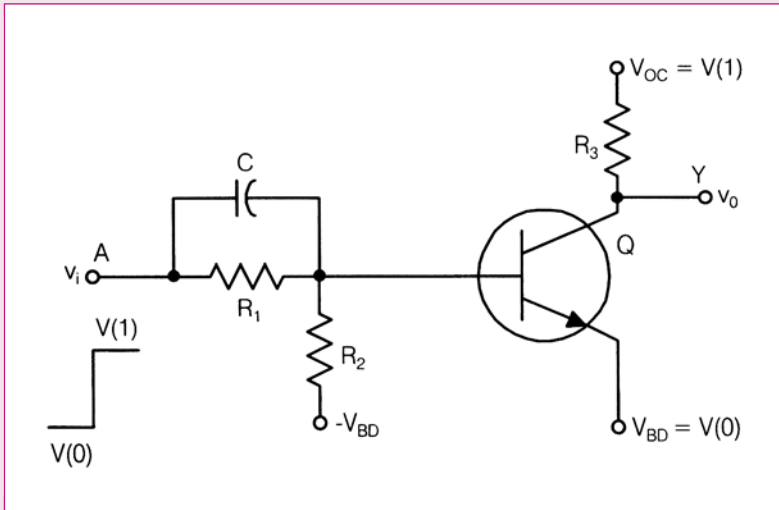 V_OC = V(1)
R_3
C
Y
v_0
A
Q
v_i
R_1
V(1)
R_2
V(0)
-V_BD
V_BD = V(0)